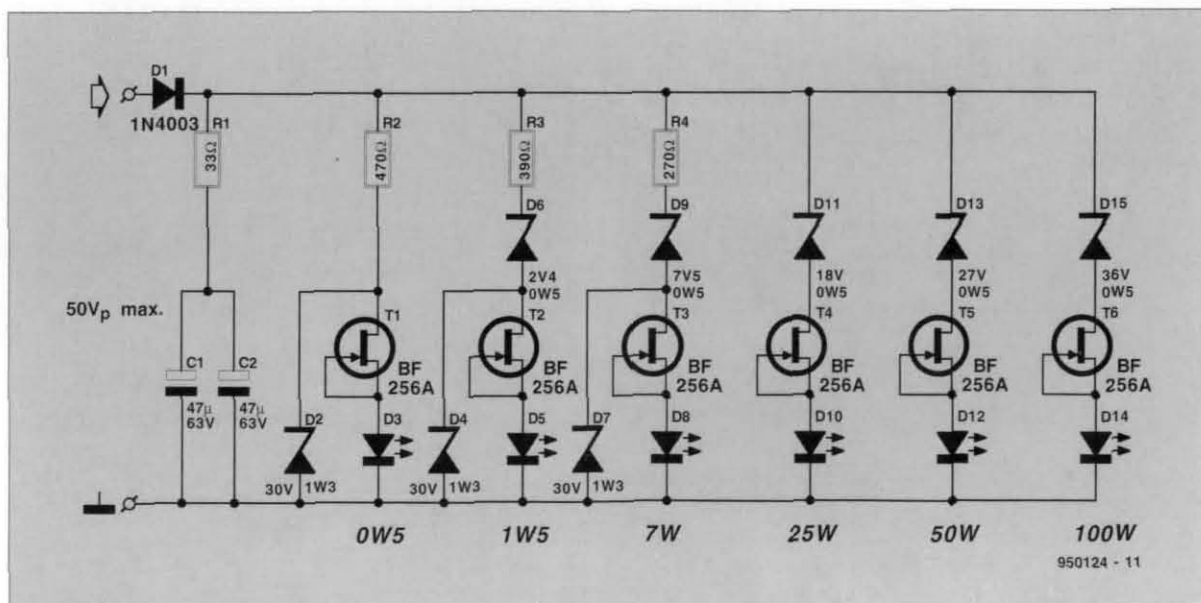 D1
1N4003
R1
33Ω
R2
470Ω
R3
390Ω
R4
270Ω
D6
2V4
0W5
D9
7V5
0W5
D11
18V
0W5
D13
27V
0W5
D15
36V
0W5
50Vp max.
T1
BF
256A
T2
BF
256A
T3
BF
256A
T4
BF
256A
T5
BF
256A
T6
BF
256A
C1
47µ
63V
C2
47µ
63V
D2
30V 1W3
D3
D4
30V 1W3
D5
D7
30V 1W3
D8
D10
D12
D14
0W5
1W5
7W
25W
50W
100W
950124 - 11